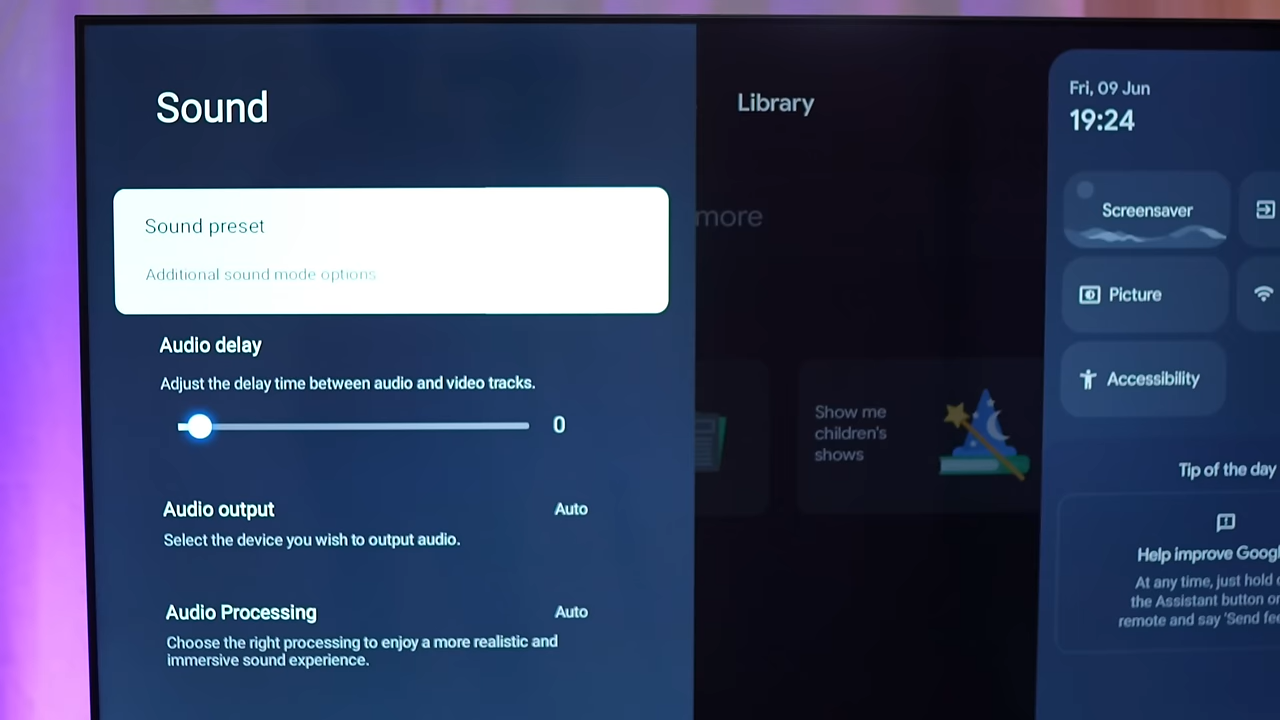 Sound
Sound preset
Additional sound mode options
Audio delay
Adjust the delay time between audio and video tracks.
0
Audio output
Auto
Select the device you wish to output audio.
Audio Processing
Auto
Choose the right processing to enjoy a more realistic and
immersive sound experience.
Library
more
Show me
children's
shows
Fri, 09 Jun
19:24
Screensaver
Picture
Accessibility
Tip of the day
Help improve
At any time, just hold
the Assistant button
remote and say 'Send